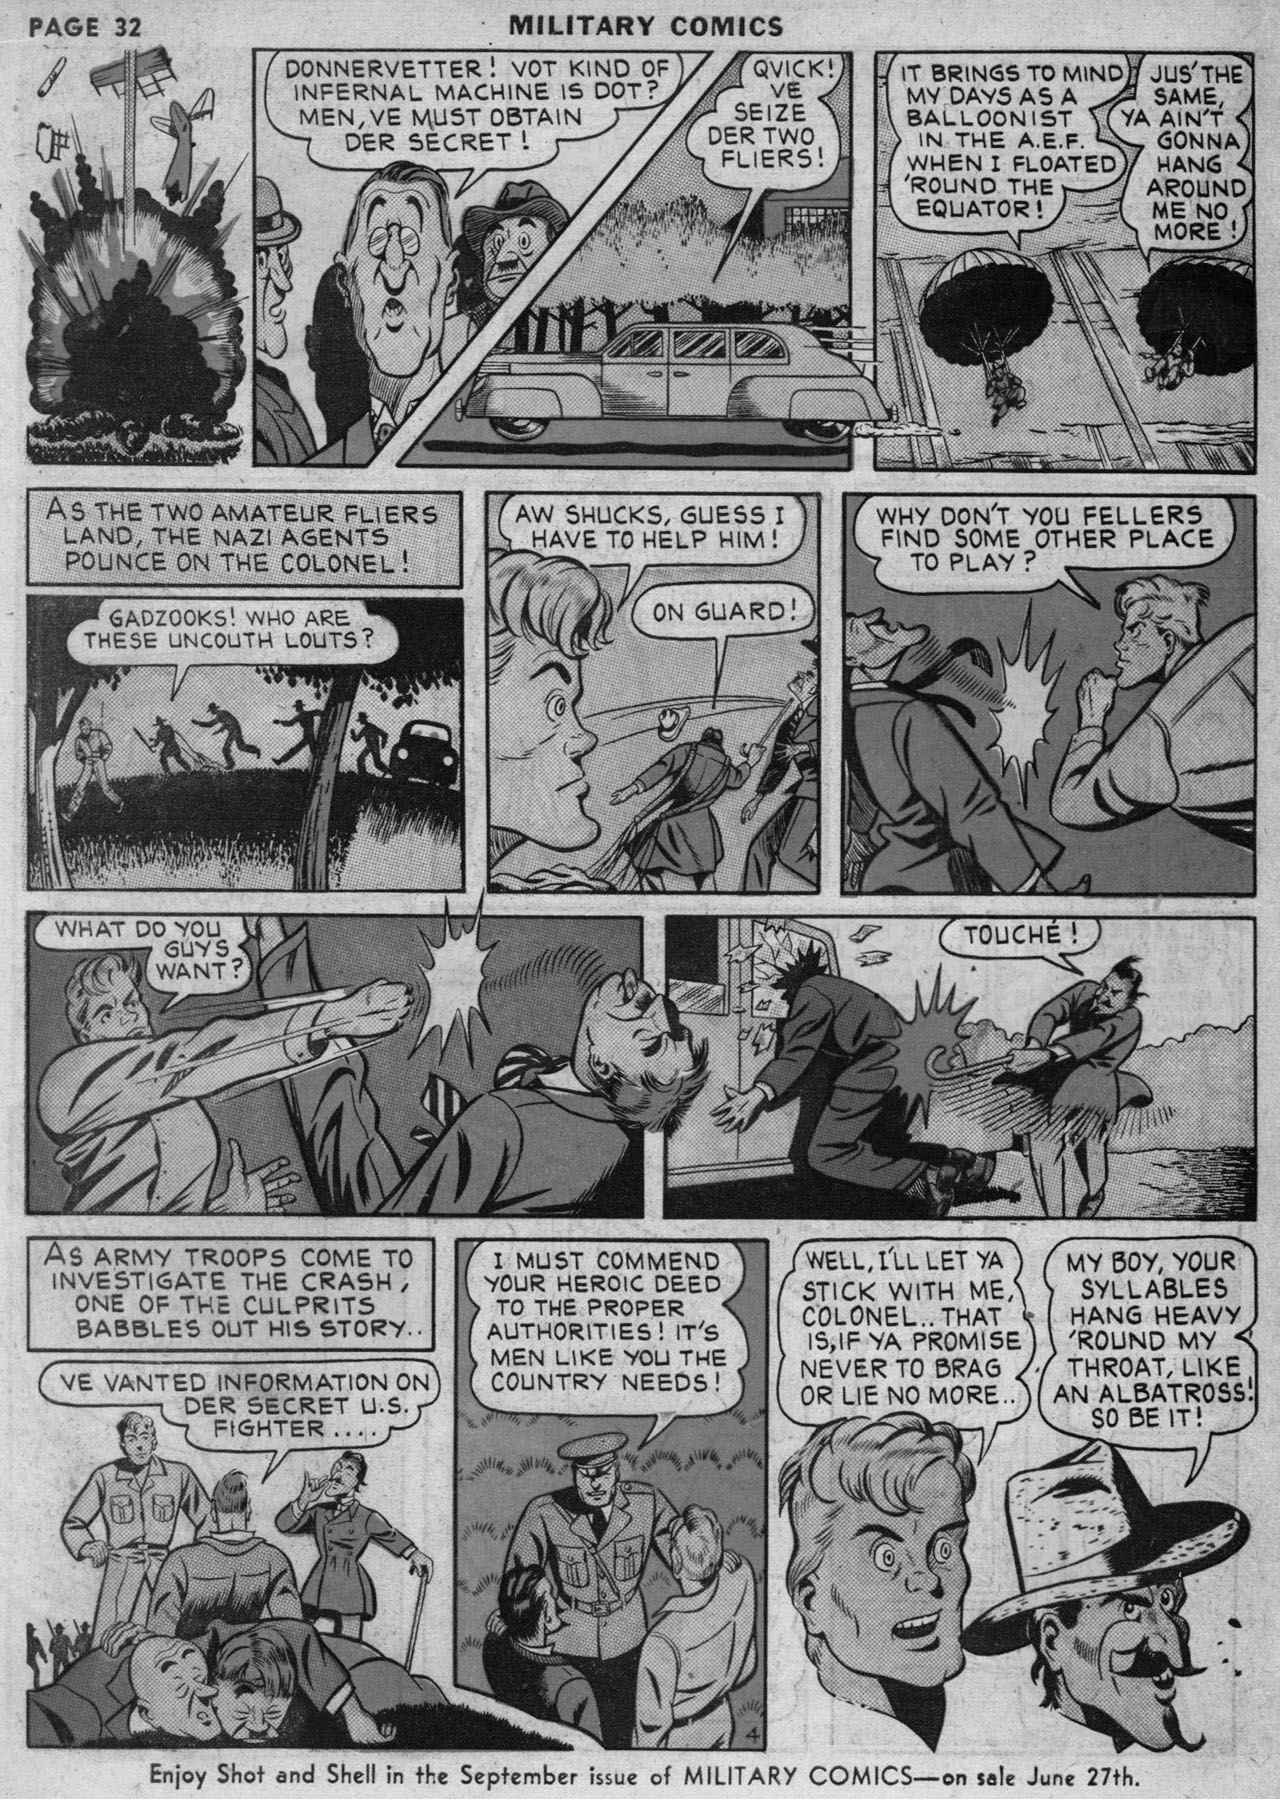 PAGE 32
MILITARY COMICS
DONNERVETTER! VOT KIND OF
INFERNAL MACHINE IS DOT?
MEN, VE MUST OBTAIN
DER SECRET!
QVICK!
VE
SEIZE
DER TWO
FLIERS!
IT BRINGS TO MIND
MY DAYS AS A
BALLOONIST
IN THE A.E.F.
WHEN I FLOATED
'ROUND THE
EQUATOR!
JUS' THE
SAME,
YA AIN'T
GONNA
HANG
AROUND
ME NO
MORE!
AS THE TWO AMATEUR FLIERS
LAND, THE NAZI AGENTS
POUNCE ON THE COLONEL!
GADZOOKS! WHO ARE
THESE UNCOUTH LOUTS?
AW SHUCKS, GUESS I
HAVE TO HELP HIM!
ON GUARD!
WHY DON'T YOU FELLERS
FIND SOME OTHER PLACE
TO PLAY?
WHAT DO YOU
GUYS
WANT?
TOUCHÉ!
AS ARMY TROOPS COME TO
INVESTIGATE THE CRASH,
ONE OF THE CULPRITS
BABBLES OUT HIS STORY..
VE VANTED INFORMATION ON
DER SECRET U.S.
FIGHTER....
I MUST COMMEND
YOUR HEROIC DEED
TO THE PROPER
AUTHORITIES! IT'S
MEN LIKE YOU THE
COUNTRY NEEDS!
4
WELL, I'LL LET YA
STICK WITH ME,
COLONEL.. THAT
IS, IF YA PROMISE
NEVER TO BRAG
OR LIE NO MORE..
MY BOY, YOUR
SYLLABLES
HANG HEAVY
'ROUND MY
THROAT, LIKE
AN ALBATROSS!
SO BE IT!
Enjoy Shot and Shell in the September issue of MILITARY COMICS—on sale June 27th.